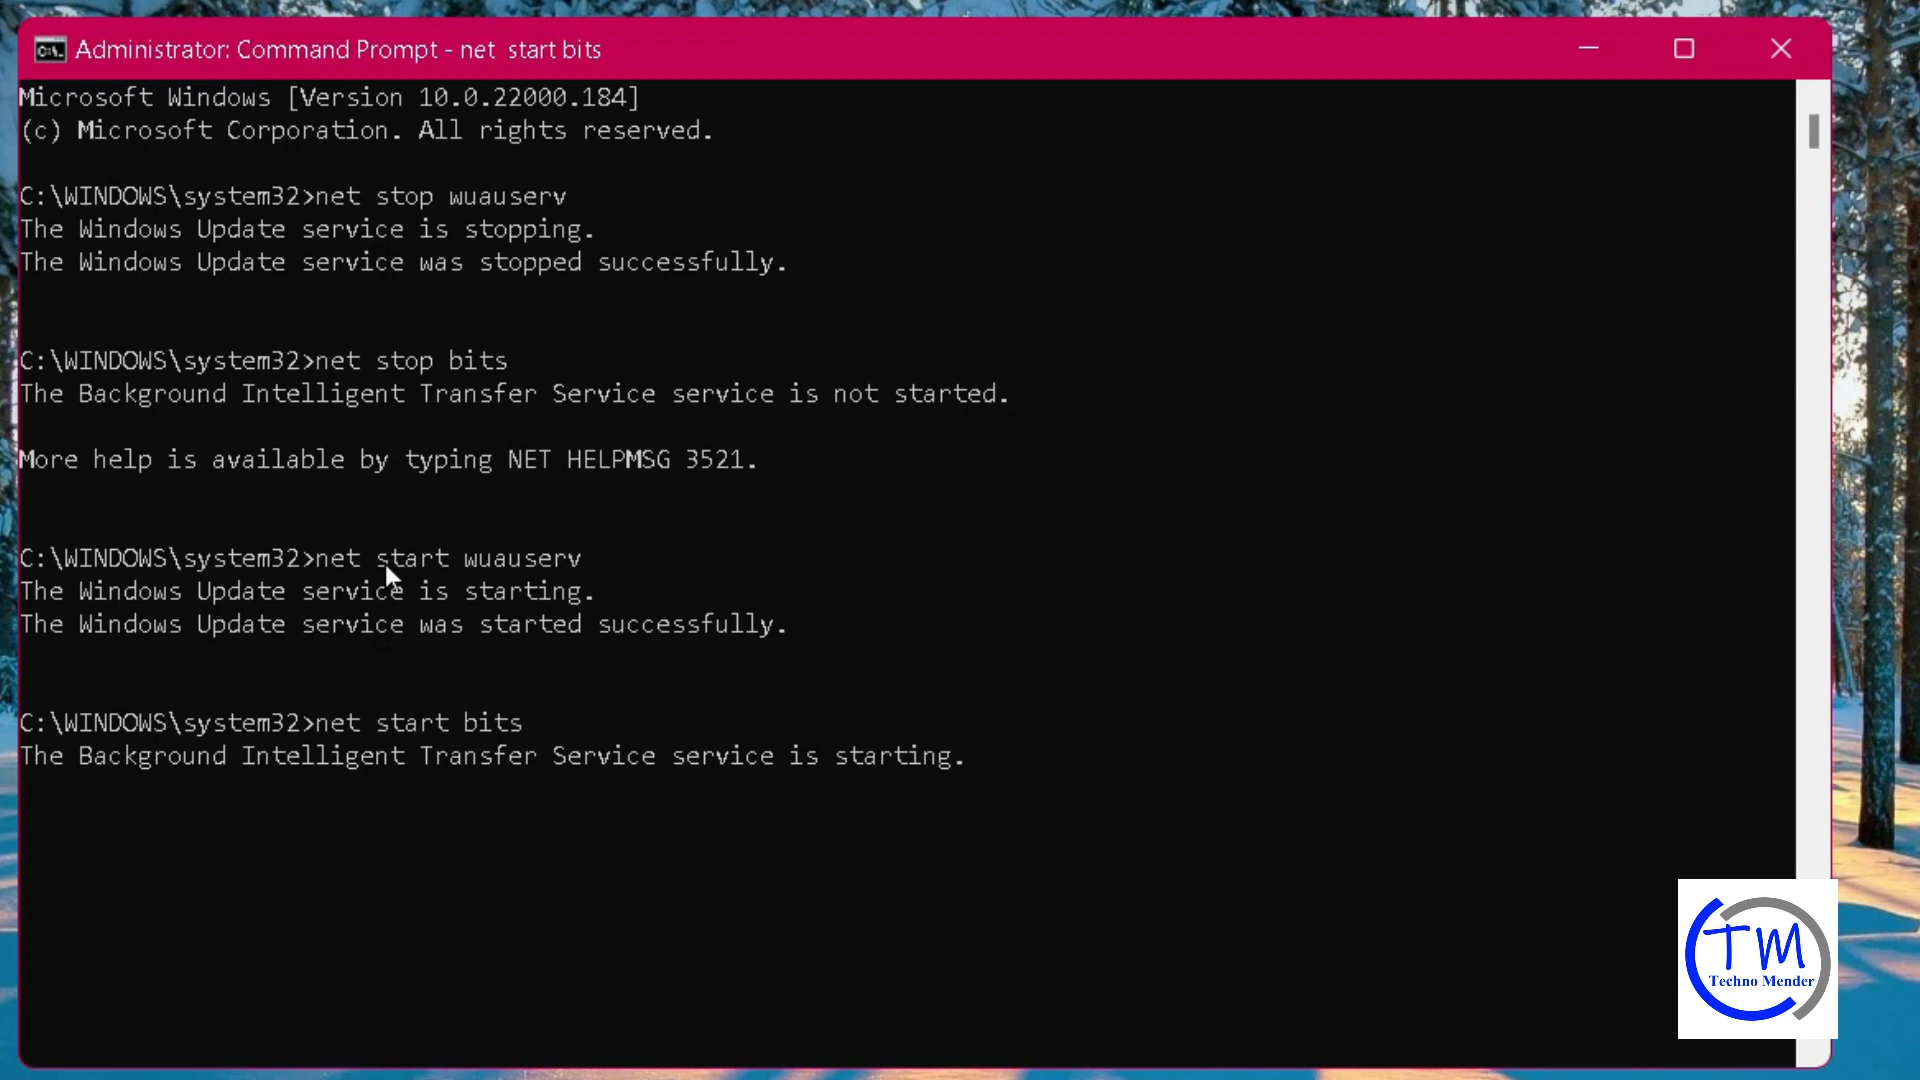 Administrator: Command Prompt - net  start bits
Microsoft Windows [Version 10.0.22000.184]
(c) Microsoft Corporation. All rights reserved.
C:\WINDOWS\system32>net stop wuauserv
The Windows Update service is stopping.
The Windows Update service was stopped successfully.
C:\WINDOWS\system32>net stop bits
The Background Intelligent Transfer Service service is not started.
More help is available by typing NET HELPMSG 3521.
C:\WINDOWS\system32>net start wuauserv
The Windows Update service is starting.
The Windows Update service was started successfully.
C:\WINDOWS\system32>net start bits
The Background Intelligent Transfer Service service is starting.
TM
Techno Mender